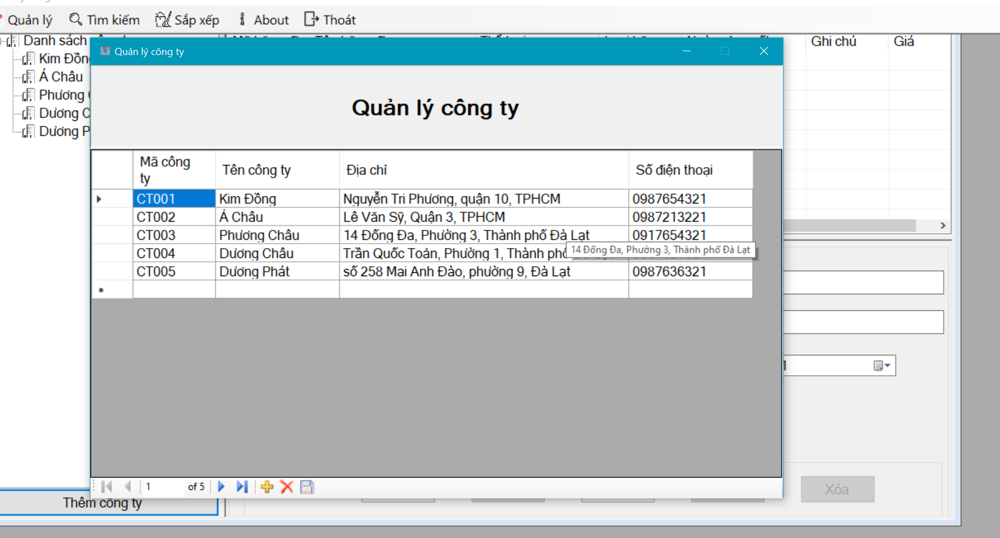 Quản lý Tìm kiếm Sắp xếp About Thoát
Danh sách
Ghi chú Giá
Kim Đồng
Á Châu
Phương
Dương C
Dương P
Quản lý công ty
Quản lý công ty
Mã công ty Tên công ty Địa chỉ Số điện thoại
CT001 Kim Đồng Nguyễn Tri Phương, quận 10, TPHCM 0987654321
CT002 Á Châu Lê Văn Sỹ, Quận 3, TPHCM 0987213221
CT003 Phương Châu 14 Đống Đa, Phường 3, Thành phố Đà Lạt 0917654321
14 Đống Đa, Phường 3, Thành phố Đà Lạt
CT004 Dương Châu Trần Quốc Toản, Phường 1, Thành phố
CT005 Dương Phát số 258 Mai Anh Đào, phường 9, Đà Lạt 0987636321
1 of 5
Thêm công ty
Xóa